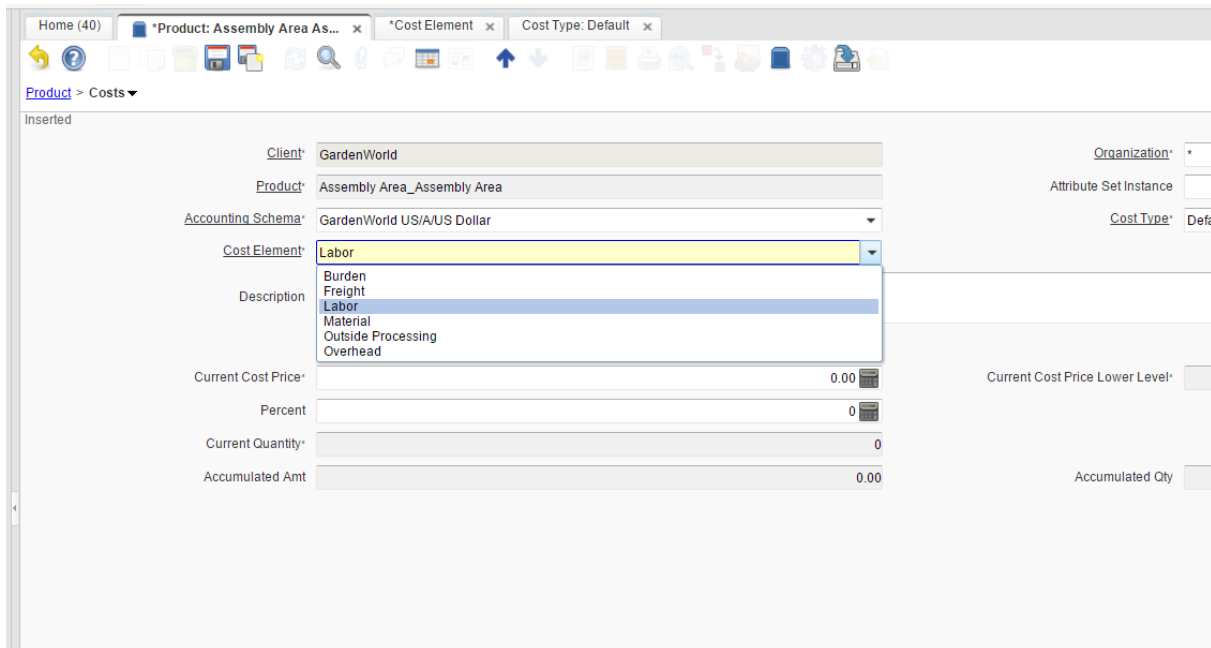 Home (40) *Product: Assembly Area As... x *Cost Element x Cost Type: Default x
Product > Costs
Inserted
Client* GardenWorld Organization* *
Product* Assembly Area_Assembly Area Attribute Set Instance
Accounting Schema* GardenWorld US/A/US Dollar Cost Type* Defa
Cost Element* Labor
Burden
Freight
Description
Labor
Material
Outside Processing
Overhead
Current Cost Price* 0.00 Current Cost Price Lower Level*
Percent 0
Current Quantity* 0
Accumulated Amt 0.00 Accumulated Qty